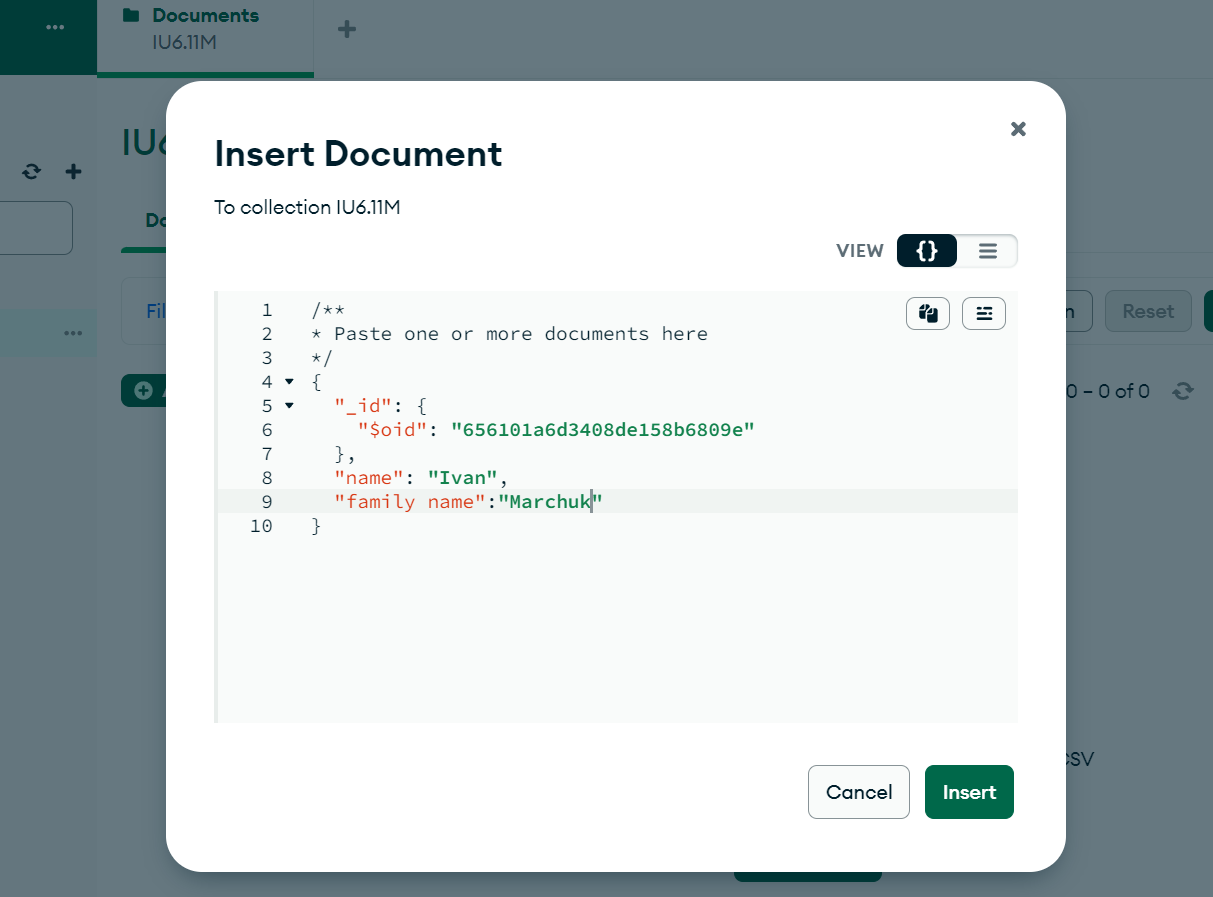 Documents
IU6.11M
IU6
Insert Document
To collection IU6.11M
VIEW
1 /**
2 * Paste one or more documents here
3 */
4 {
5 "_id": {
6 "$oid": "656101a6d3408de158b6809e"
7 },
8 "name": "Ivan",
9 "family name":"Marchuk"
10 }
Reset
0 – 0 of 0
CSV
Cancel
Insert